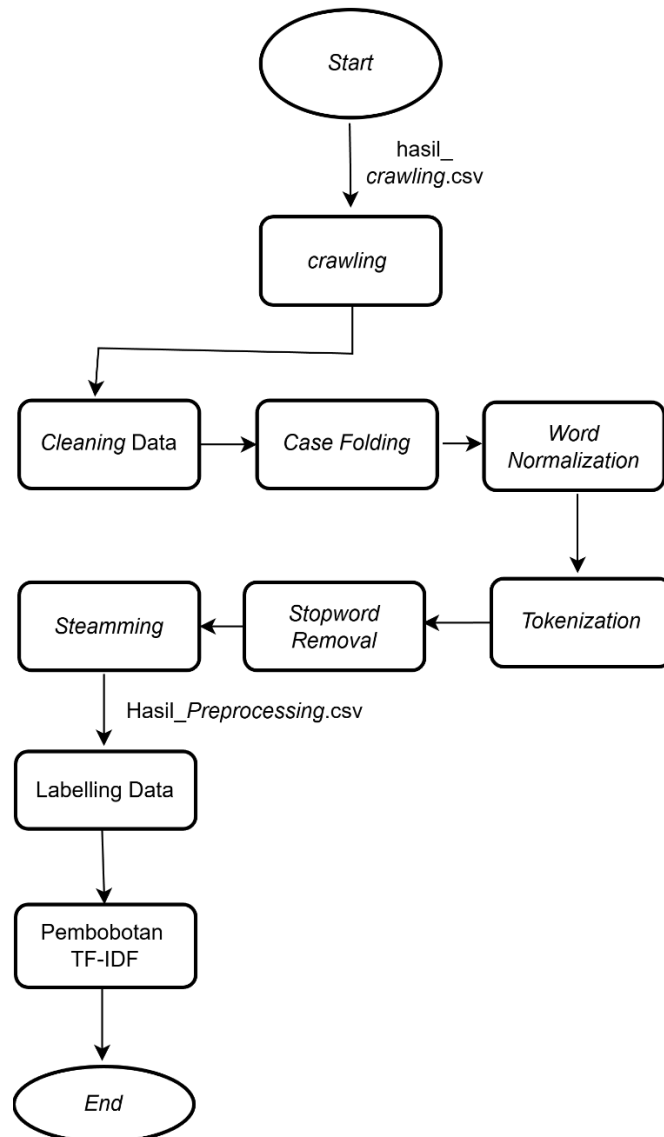 Start
hasil_
crawling.csv
crawling
Cleaning Data
Case Folding
Word
Normalization
Tokenization
Stopword
Removal
Steamming
Hasil_Preprocessing.csv
Labelling Data
Pembobotan
TF-IDF
End